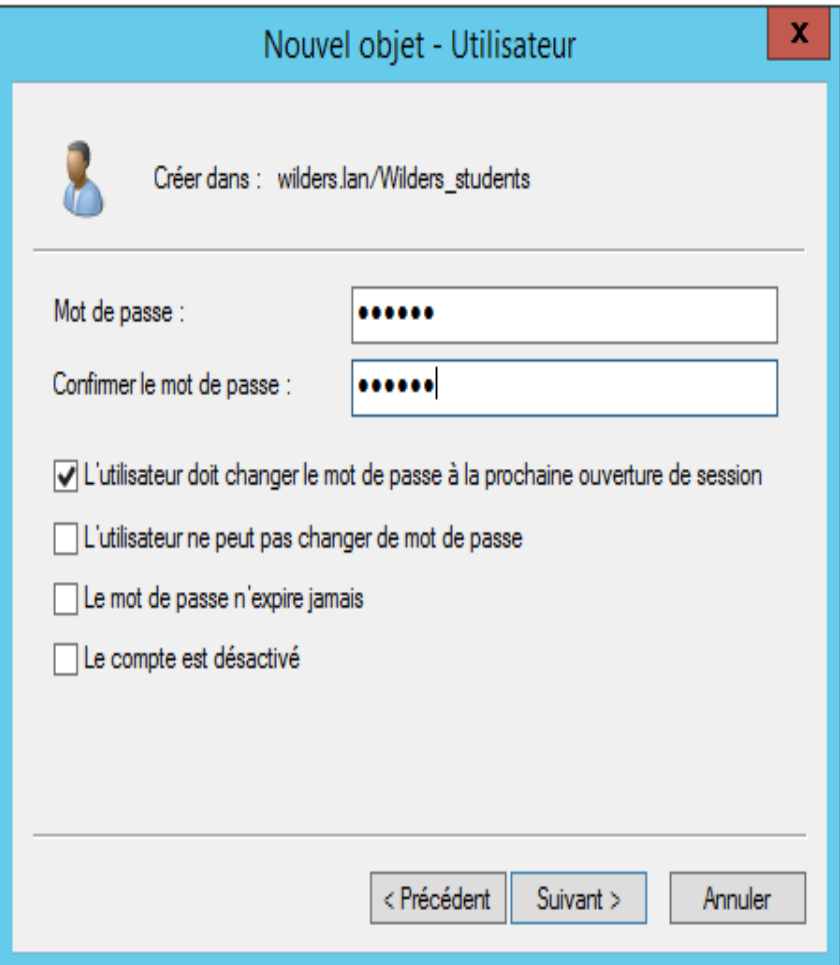 Nouvel objet - Utilisateur
x
Créer dans : wilders.lan/Wilders_students
Mot de passe : ••••••
Confirmer le mot de passe : ••••••
L'utilisateur doit changer le mot de passe à la prochaine ouverture de session
L'utilisateur ne peut pas changer de mot de passe
Le mot de passe n'expire jamais
Le compte est désactivé
< Précédent Suivant > Annuler